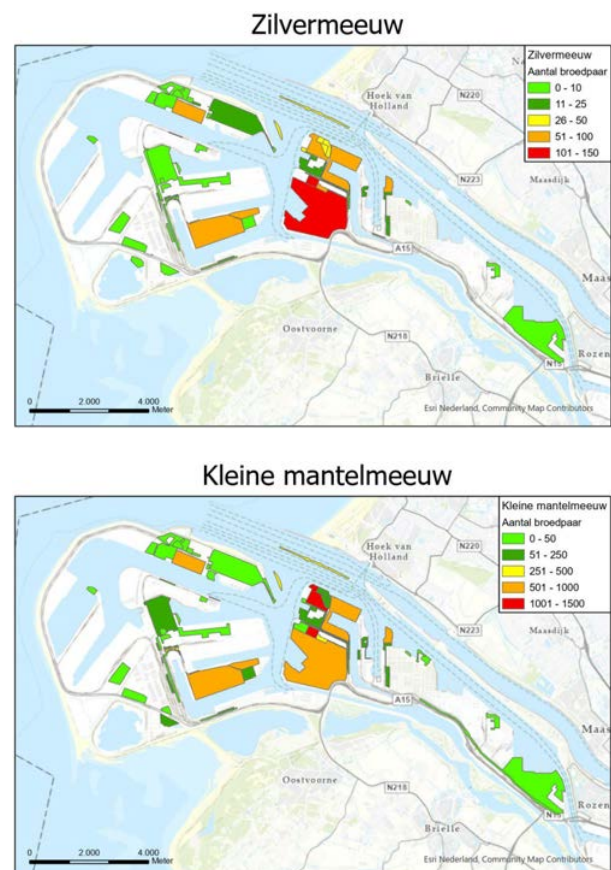 Zilvermeeuw
Zilvermeeuw
Aantal broedpaar
0 - 10
11 - 25
26 - 50
51 - 100
101 - 150
Hoek van
Holland
N220
N223
Maasdijk
Maas
A15
Oostvoorne
N218
Brielle
Rozen
N15
0 2.000 4.000
Meter
Esri Nederland, Community Map Contributors
Kleine mantelmeeuw
Kleine mantelmeeuw
Aantal broedpaar
0 - 50
51 - 250
251 - 500
501 - 1000
1001 - 1500
Hoek van
Holland
N220
N223
Maasdijk
Maas
A15
Oostvoorne
N218
Brielle
Rozen
0 2.000 4.000
Meter
Esri Nederland, Community Map Contributors